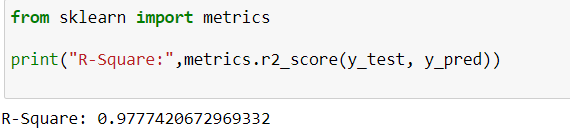 from sklearn import metrics
print("R-Square:",metrics.r2_score(y_test, y_pred))
R-Square: 0.9777420672969332